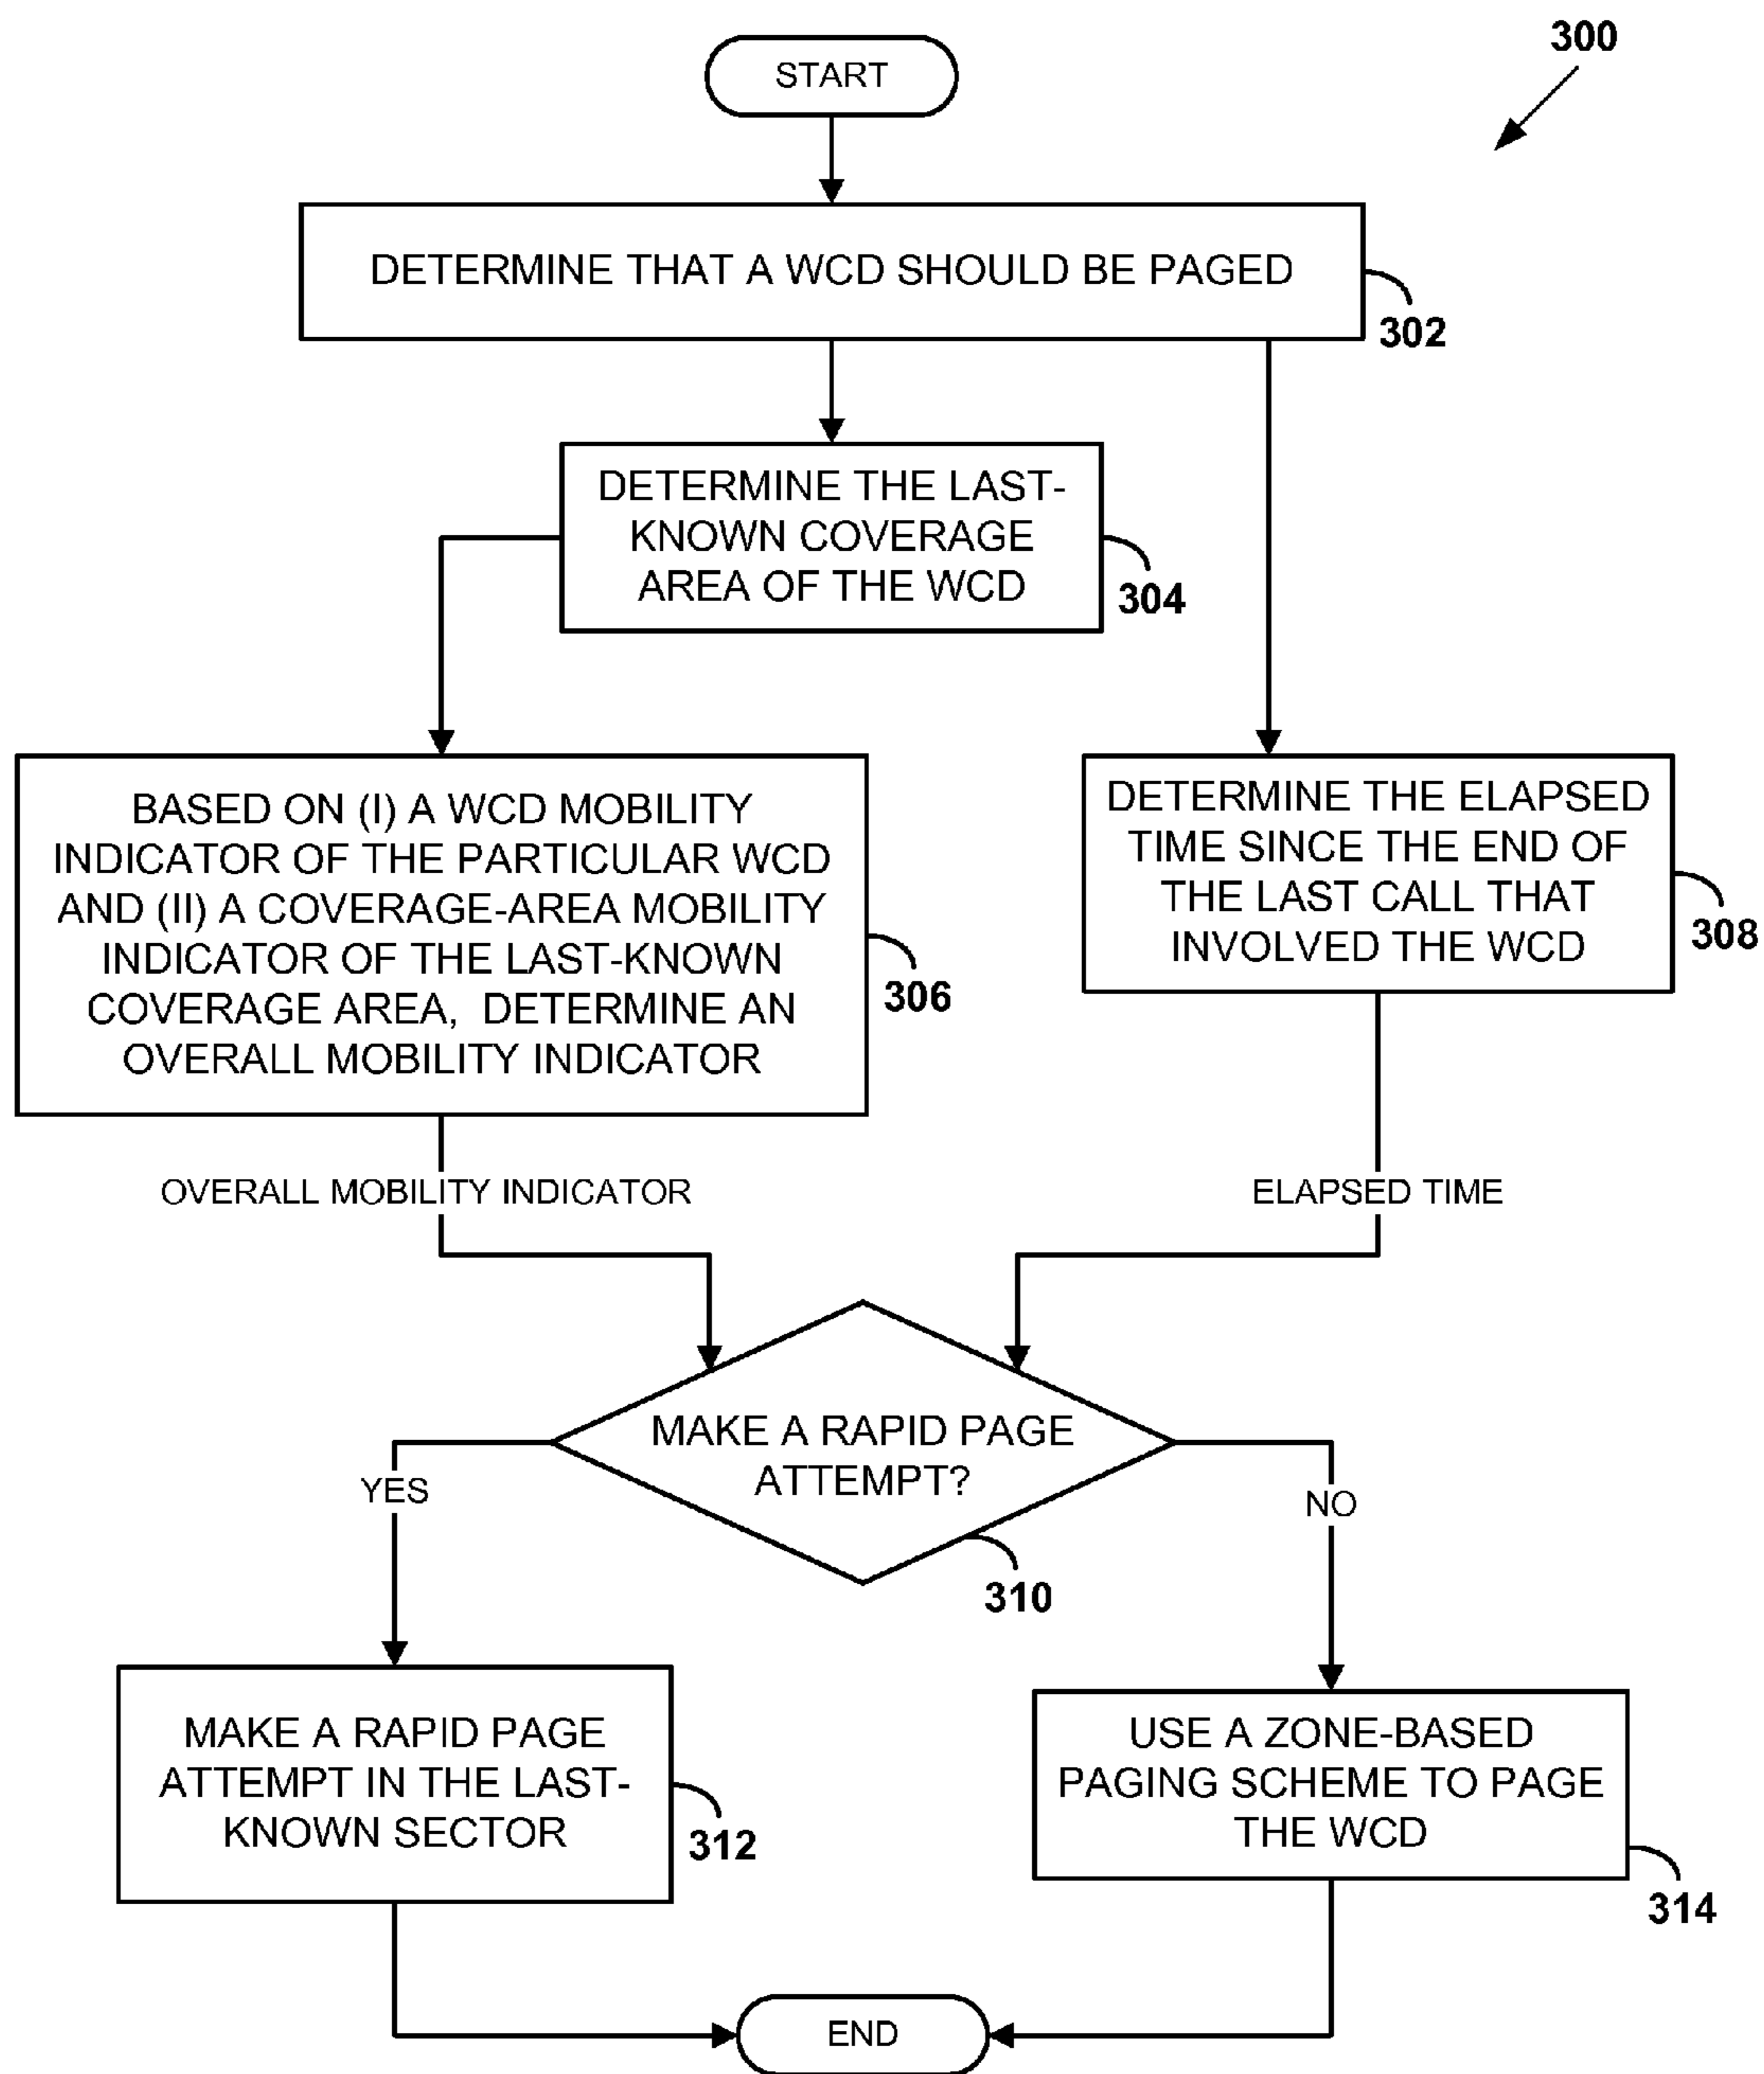 300
START
DETERMINE THAT A WCD SHOULD BE PAGED
302
DETERMINE THE LAST-
KNOWN COVERAGE
AREA OF THE WCD
304
BASED ON (I) A WCD MOBILITY
INDICATOR OF THE PARTICULAR WCD
AND (II) A COVERAGE-AREA MOBILITY
INDICATOR OF THE LAST-KNOWN
COVERAGE AREA, DETERMINE AN
OVERALL MOBILITY INDICATOR
306
DETERMINE THE ELAPSED
TIME SINCE THE END OF
THE LAST CALL THAT
INVOLVED THE WCD
308
OVERALL MOBILITY INDICATOR
ELAPSED TIME
MAKE A RAPID PAGE
ATTEMPT?
310
YES
NO
MAKE A RAPID PAGE
ATTEMPT IN THE LAST-
KNOWN SECTOR
312
USE A ZONE-BASED
PAGING SCHEME TO PAGE
THE WCD
314
END